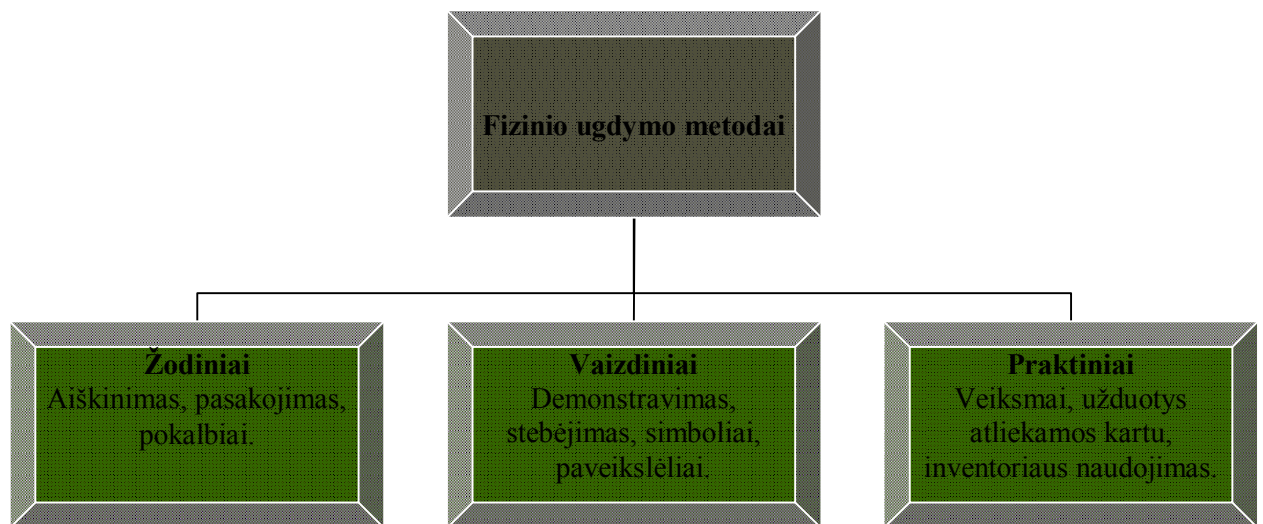 Fizinio ugdymo metodai
Žodiniai
Aiškinimas, pasakojimas,
pokalbiai.
Vaizdiniai
Demonstravimas,
stebėjimas, simboliai,
paveikslėliai.
Praktiniai
Veiksmai, užduotys
atliekamos kartu,
inventoriaus naudojimas.